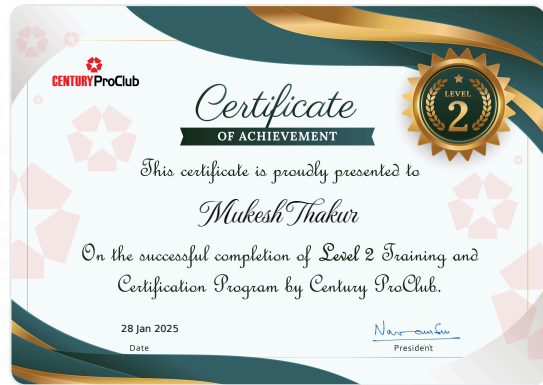 CENTURY ProClub
LEVEL
2
Certificate
OF ACHIEVEMENT
This certificate is proudly presented to
Mukesh Thakur
On the successful completion of Level 2 Training and
Certification Program by Century ProClub.
28 Jan 2025
Date
President